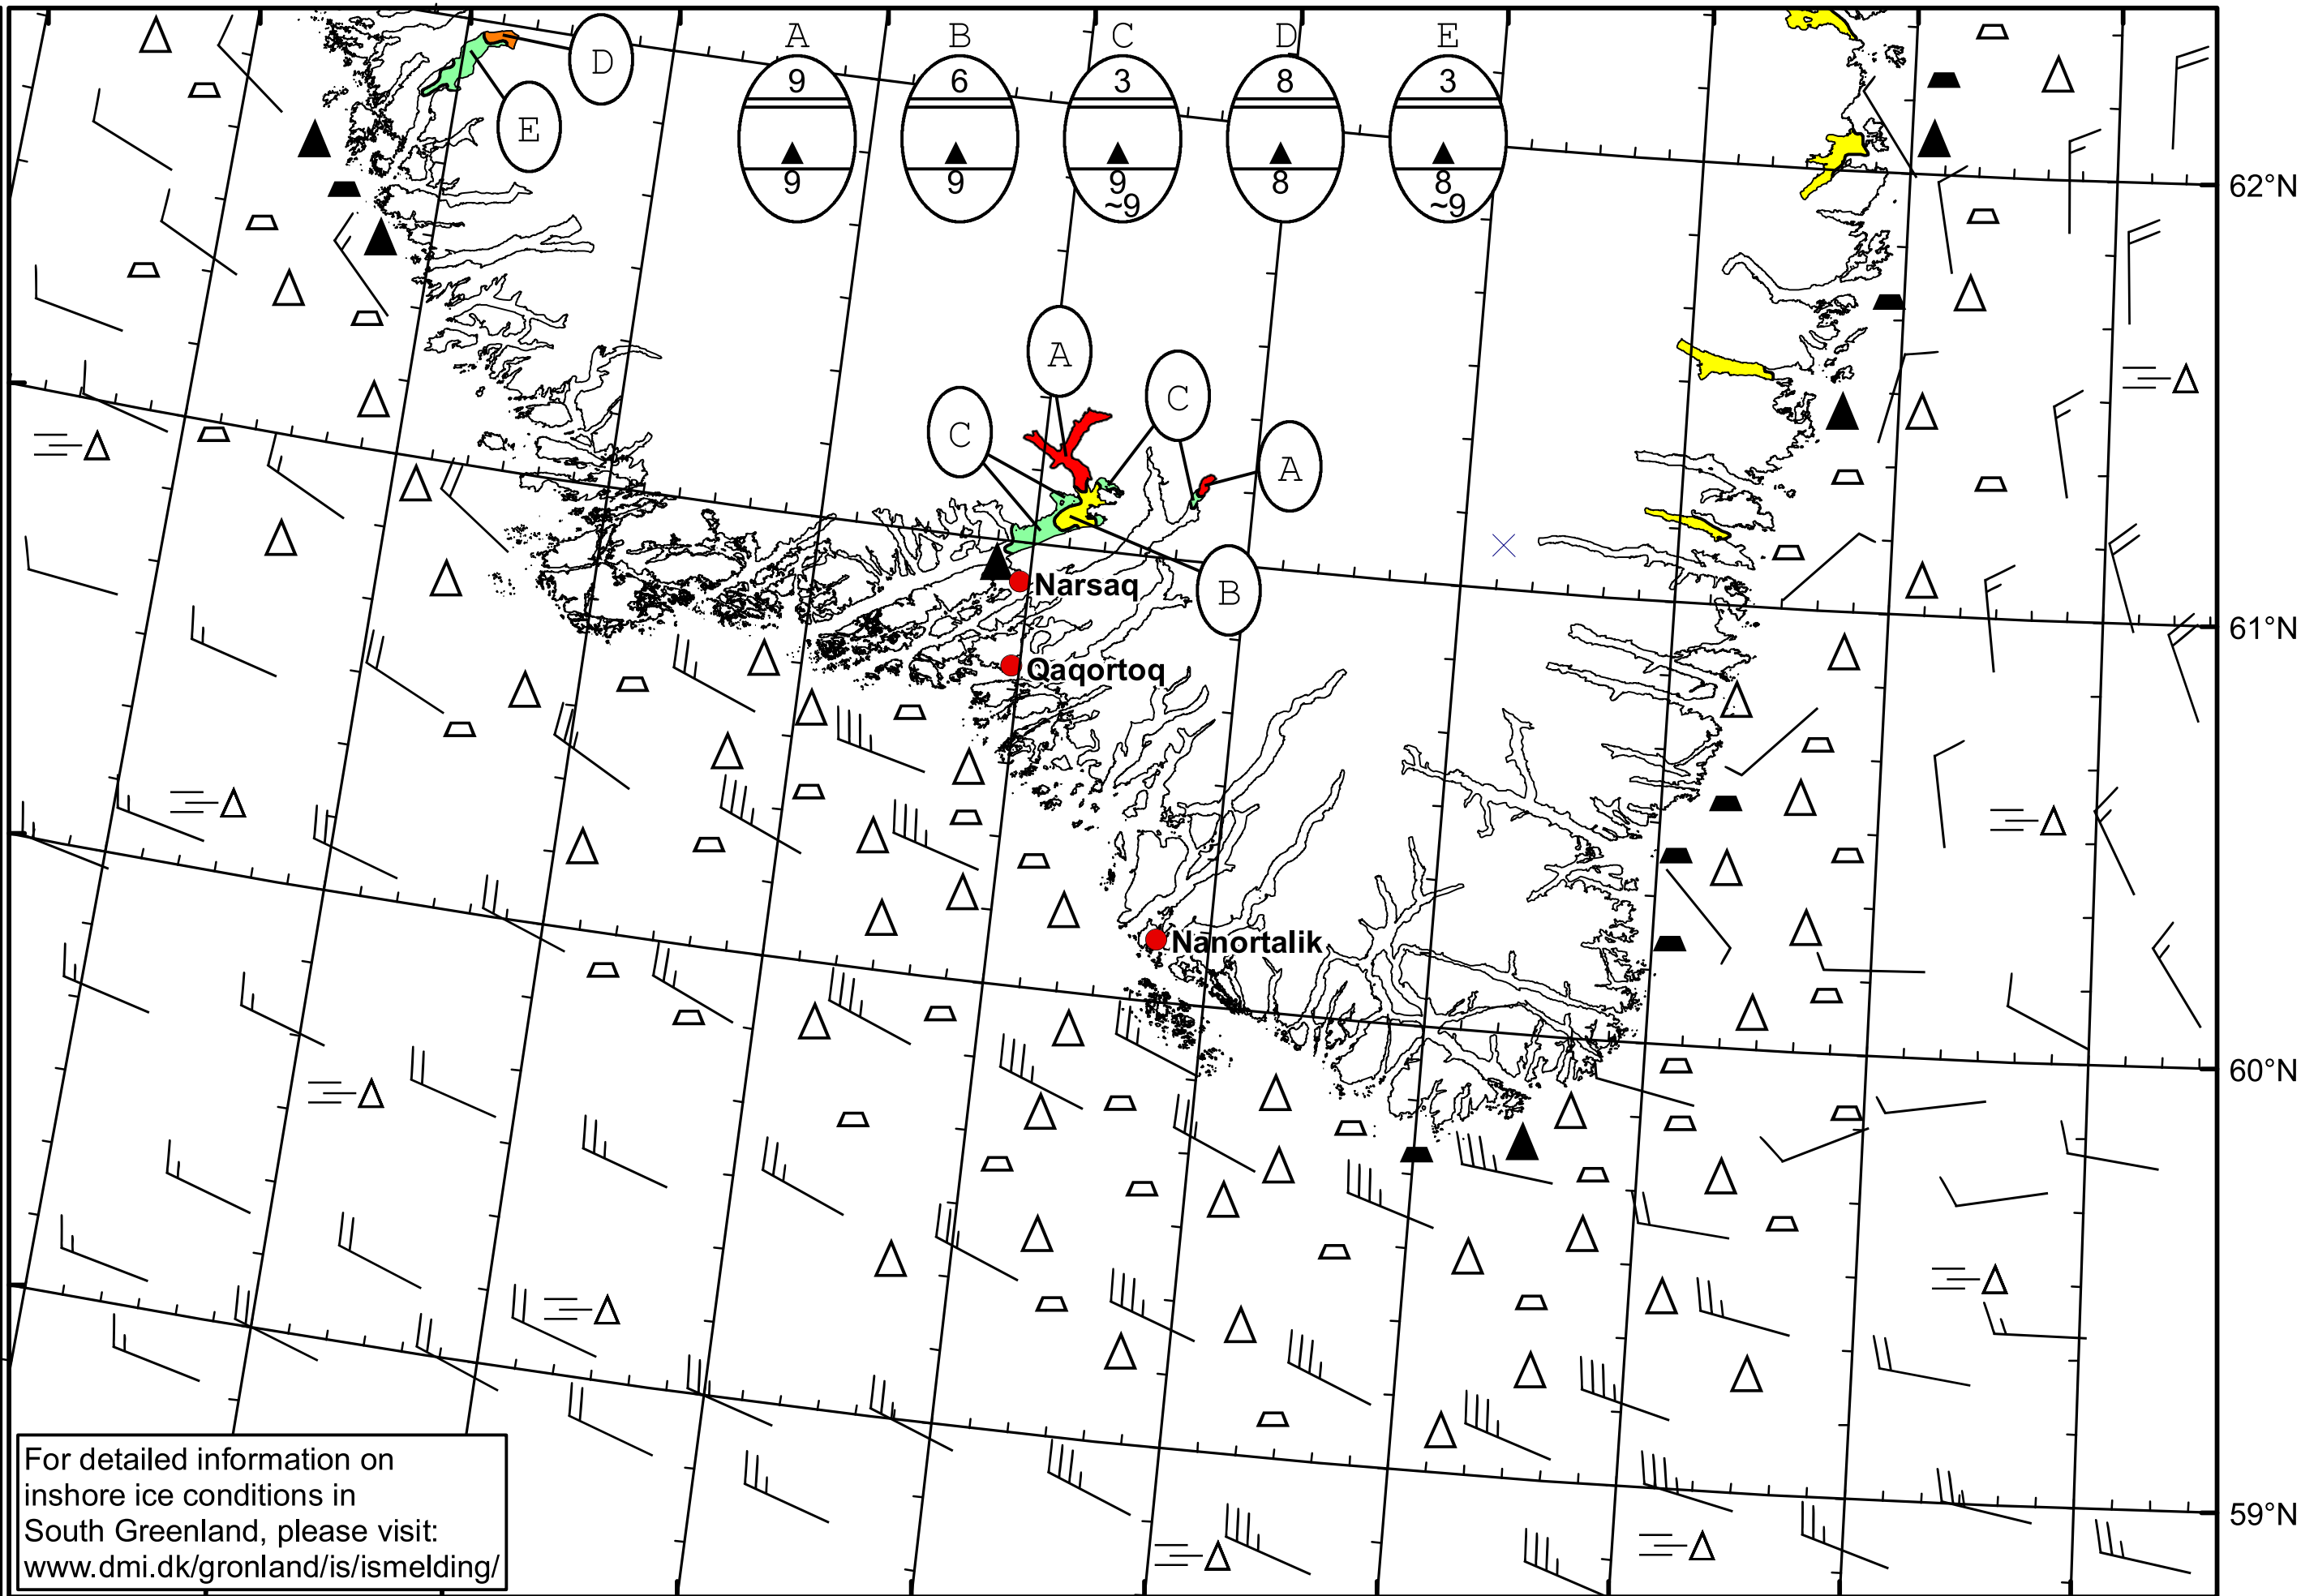 A B C D E
9 6 3 8 3
9 9 9 8 8
~9 ~9
D
E
62°N
A
C
C
A
B
Narsaq
61°N
Qaqortoq
Nanortalik
60°N
For detailed information on
inshore ice conditions in
South Greenland, please visit:
www.dmi.dk/gronland/is/ismelding/
59°N